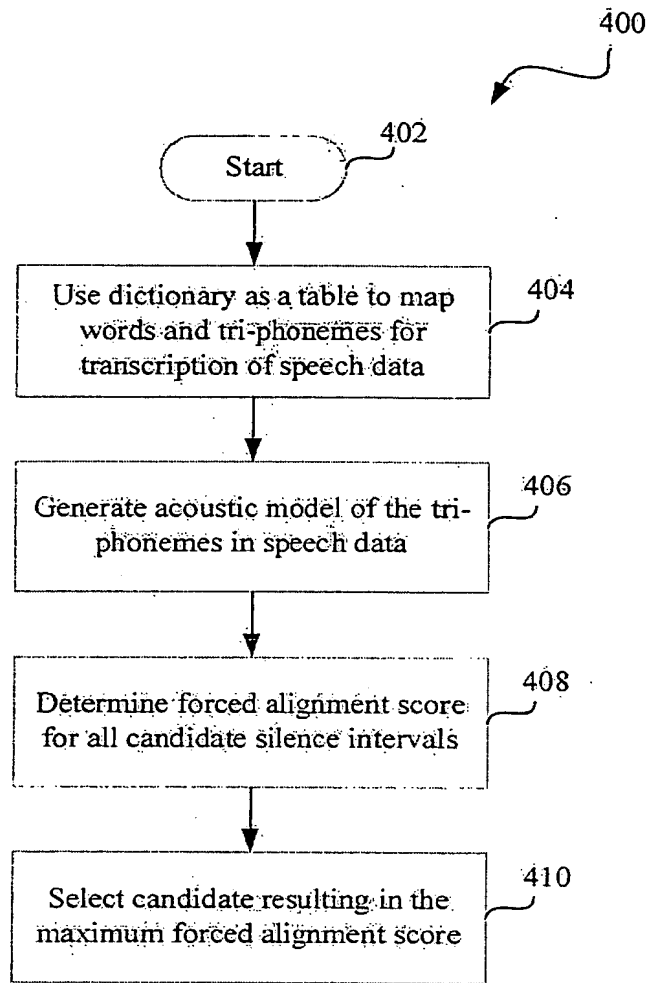 400
402
Start
Use dictionary as a table to map
words and tri-phonemes for
transcription of speech data
404
Generate acoustic model of the tri-
phonemes in speech data
406
Determine forced alignment score
for all candidate silence intervals
408
Select candidate resulting in the
maximum forced alignment score
410